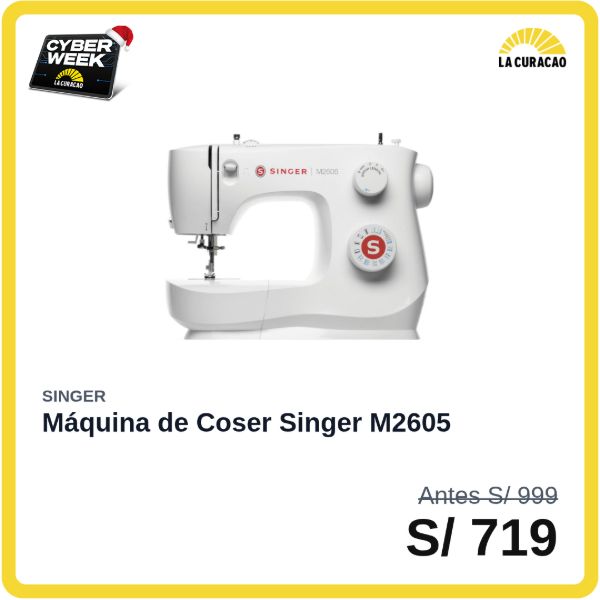 CYBER
WEEK
LA CURACAO
LA CURACAO
S SINGER | M2605
S
SINGER
Máquina de Coser Singer M2605
Antes S/ 999
S/ 719